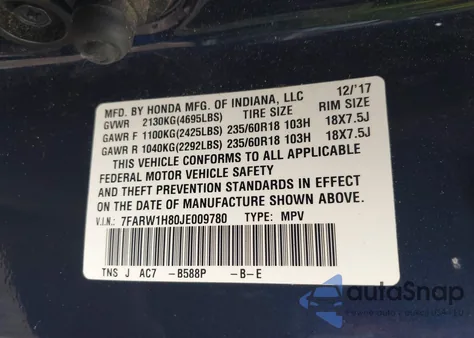 MFD. BY HONDA MFG. OF INDIANA, LLC 12/'17
GVWR 2130KG(4695LBS) TIRE SIZE RIM SIZE
GAWR F 1100KG(2425LBS) 235/60R18 103H 18X7.5J
GAWR R 1040KG(2292LBS) 235/60R18 103H 18X7.5J
THIS VEHICLE CONFORMS TO ALL APPLICABLE
FEDERAL MOTOR VEHICLE SAFETY
AND THEFT PREVENTION STANDARDS IN EFFECT
ON THE DATE OF MANUFACTURE SHOWN ABOVE.
V.I.N.: 7FARW1H80JE009780 TYPE: MPV
TNS J AC7 -B588P -B-E
autoSnap